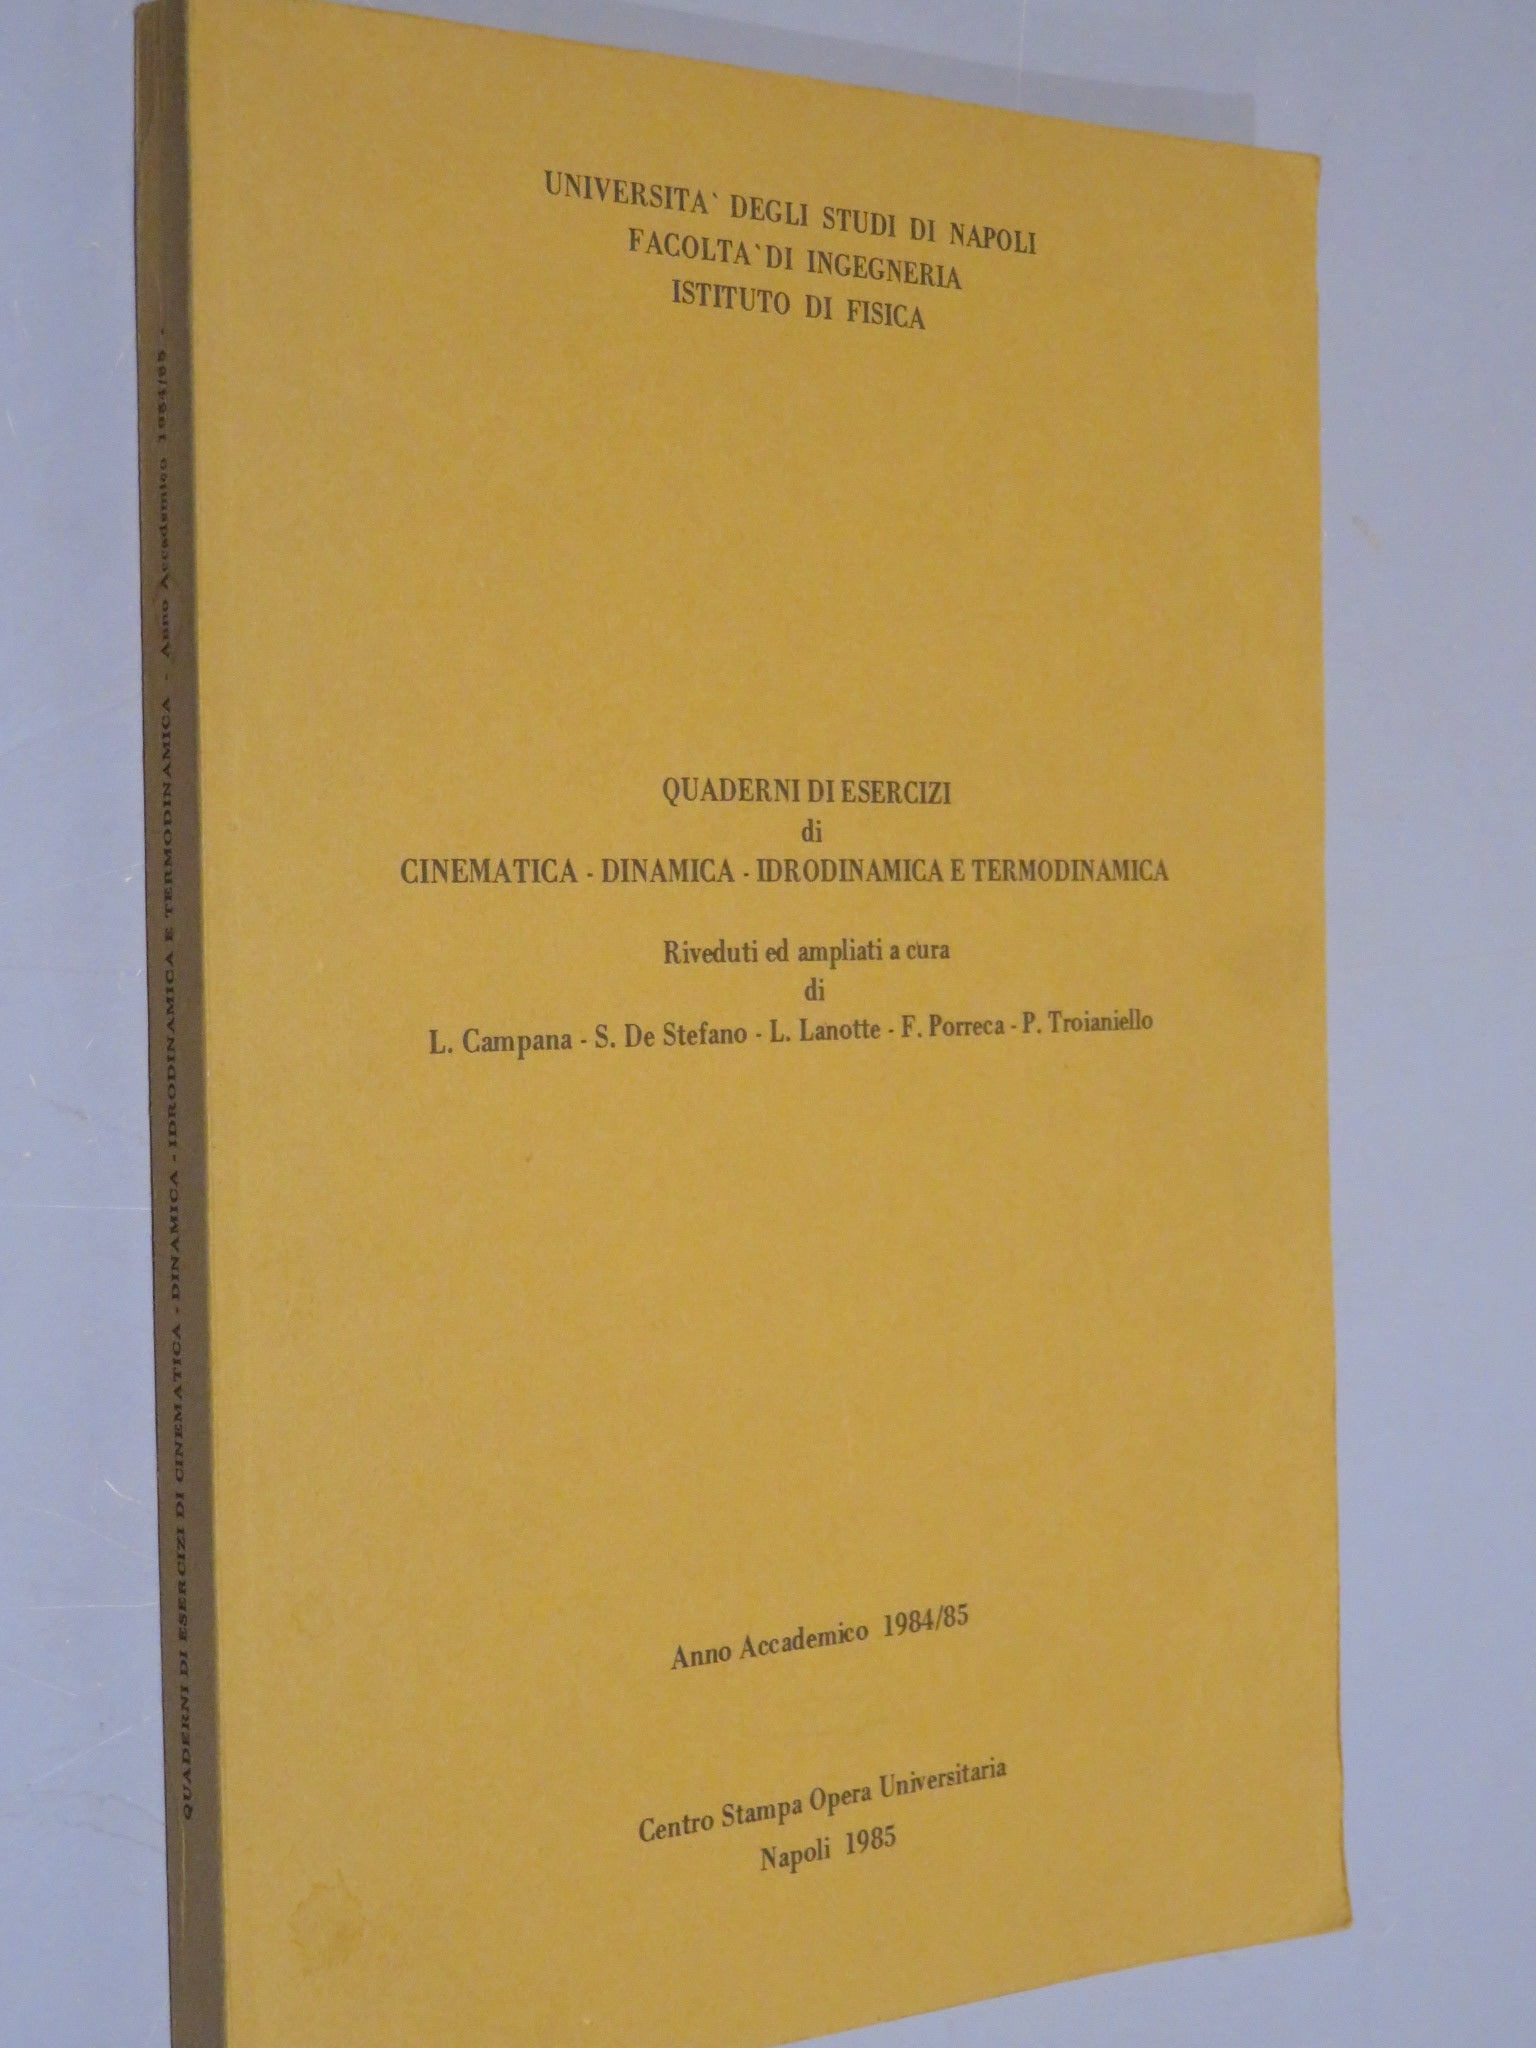 UNIVERSITA` DEGLI STUDI DI NAPOLI
FACOLTA` DI INGEGNERIA
ISTITUTO DI FISICA
QUADERNI DI ESERCIZI
di
CINEMATICA - DINAMICA - IDRODINAMICA E TERMODINAMICA
Riveduti ed ampliati a cura
di
L. Campana - S. De Stefano - L. Lanotte - F. Porreca - P. Troianiello
Anno Accademico 1984/85
Centro Stampa Opera Universitaria
Napoli 1985
QUADERNI DI ESERCIZI DI CINEMATICA - DINAMICA - IDRODINAMICA E TERMODINAMICA - Anno Accademico 1984/85 -